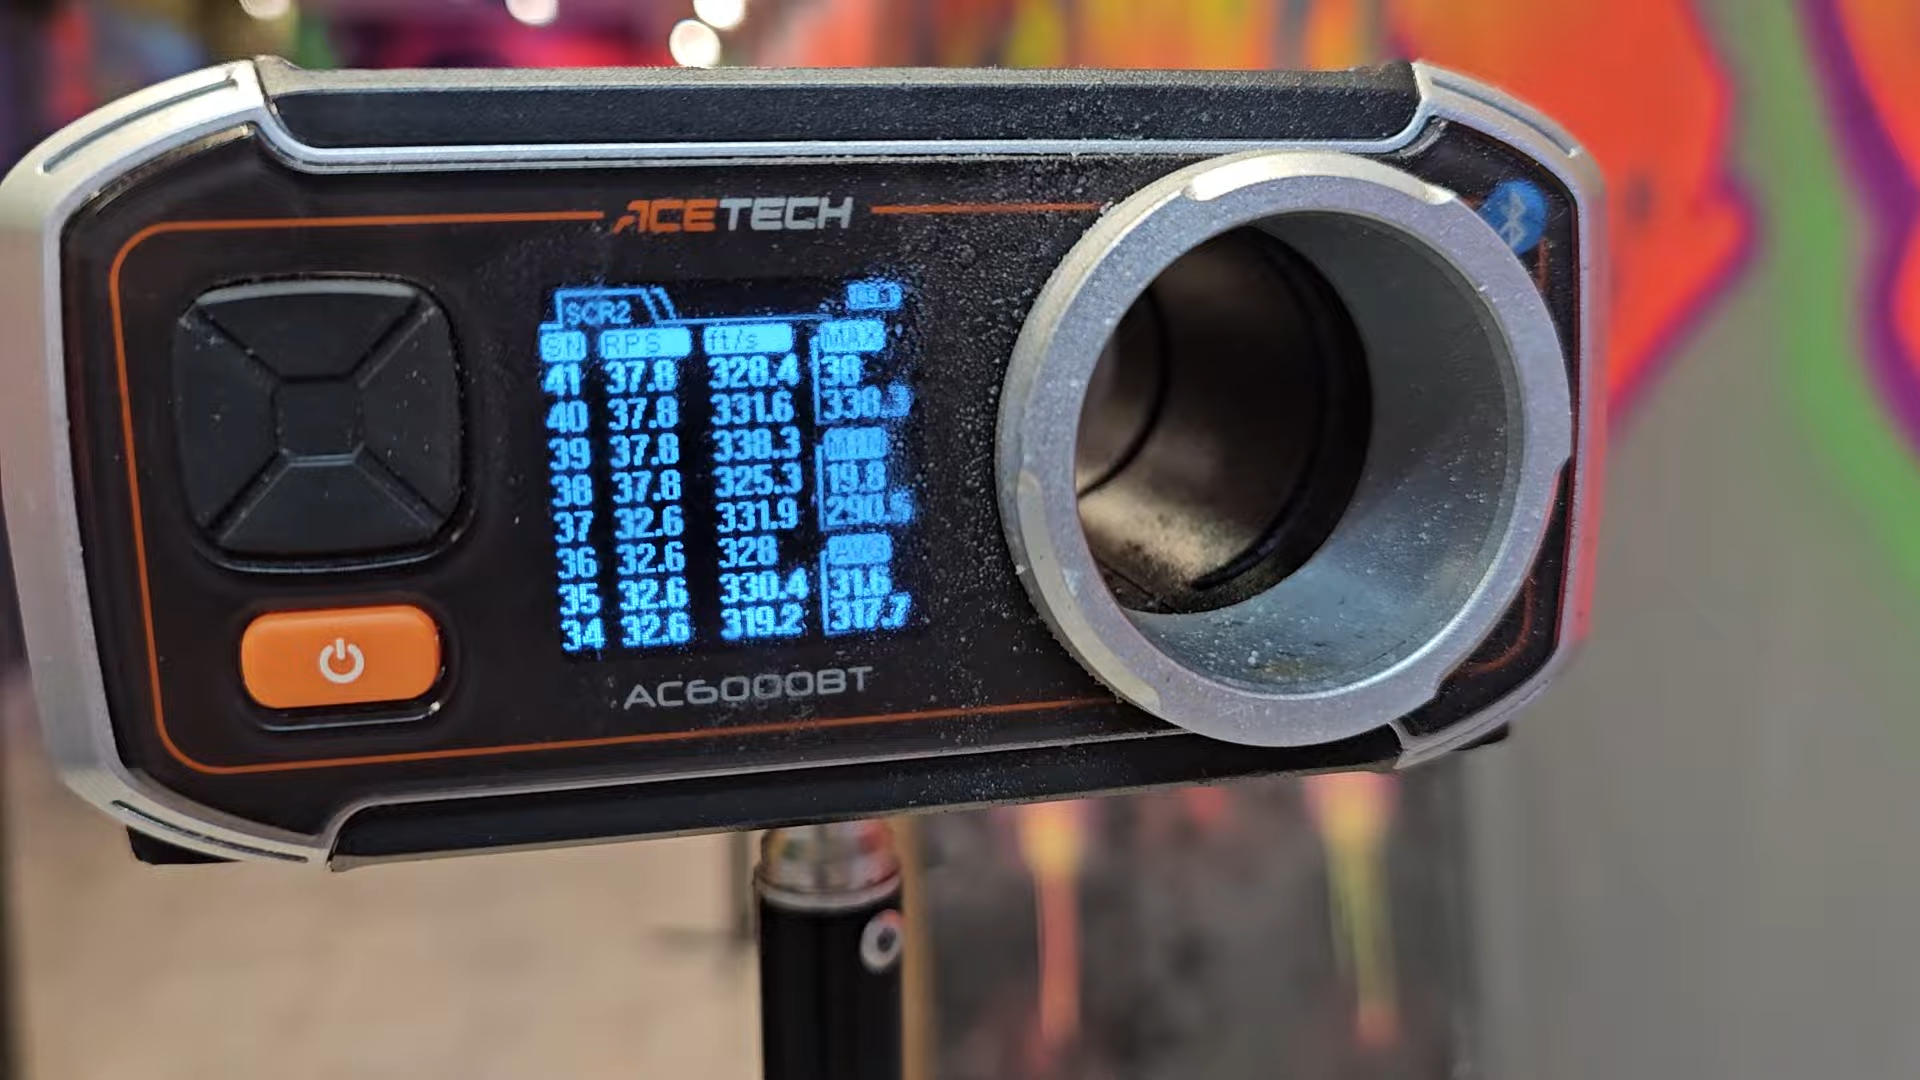 ACETECH
SCR2
SN RPS ft/s MAX
41 37.8 328.4 38
40 37.8 331.6 338.3
39 37.8 338.3
38 37.8 325.3 19.8
37 32.6 331.9
36 32.6 328 AVG
35 32.6 330.4 31.6
34 32.6 319.2 317.7
AC6000BT